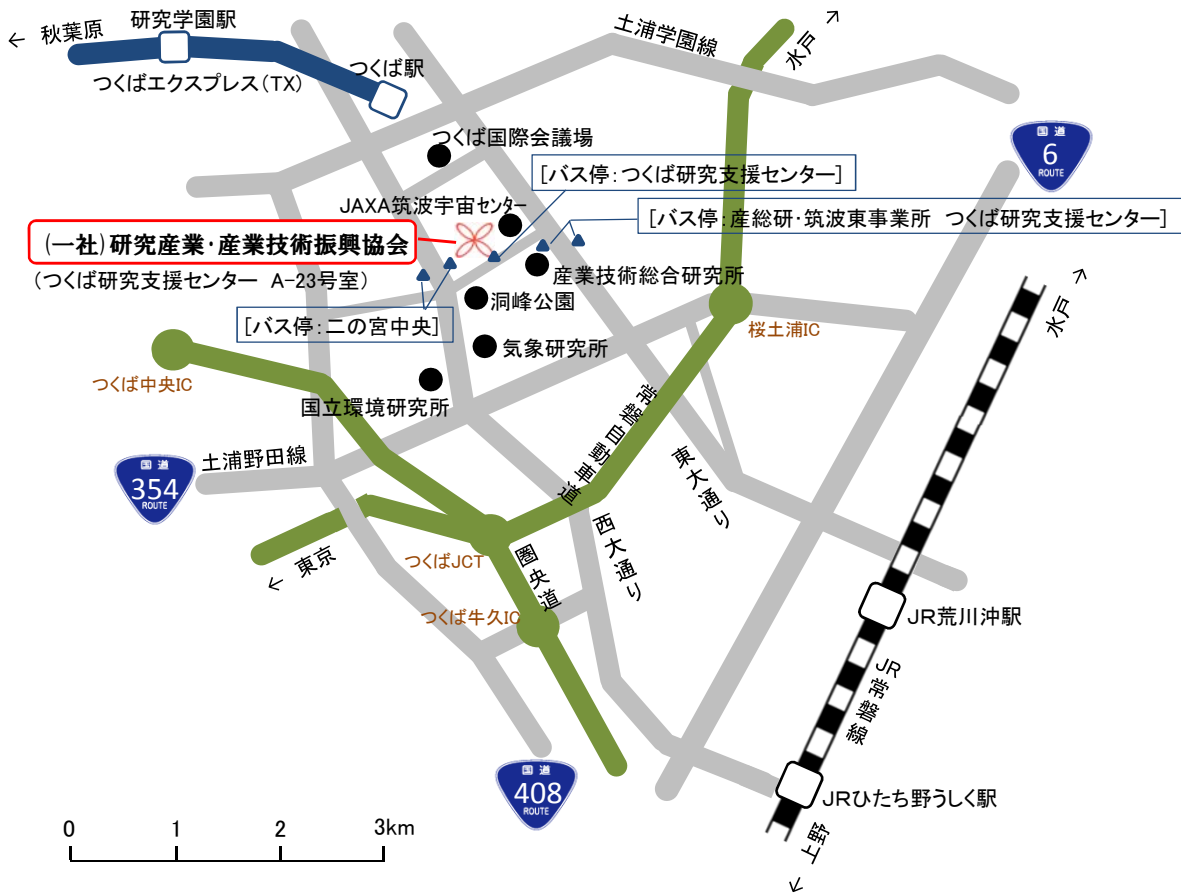 ← 秋葉原
研究学園駅
つくばエクスプレス(TX)
つくば駅
土浦学園線
水戸 →
国道
6
ROUTE
つくば国際会議場
[バス停:つくば研究支援センター]
JAXA筑波宇宙センター
[バス停:産総研・筑波東事業所 つくば研究支援センター]
(一社)研究産業・産業技術振興協会
(つくば研究支援センター A-23号室)
産業技術総合研究所
洞峰公園
[バス停:二の宮中央]
気象研究所
国立環境研究所
桜土浦IC
水戸 →
つくば中央IC
常磐自動車道
土浦野田線
国道
354
ROUTE
東大通り
西大通り
← 東京
つくばJCT
圏央道
つくば牛久IC
JR荒川沖駅
JR常磐線
国道
408
ROUTE
JRひたち野うしく駅
← 上野
0 1 2 3km